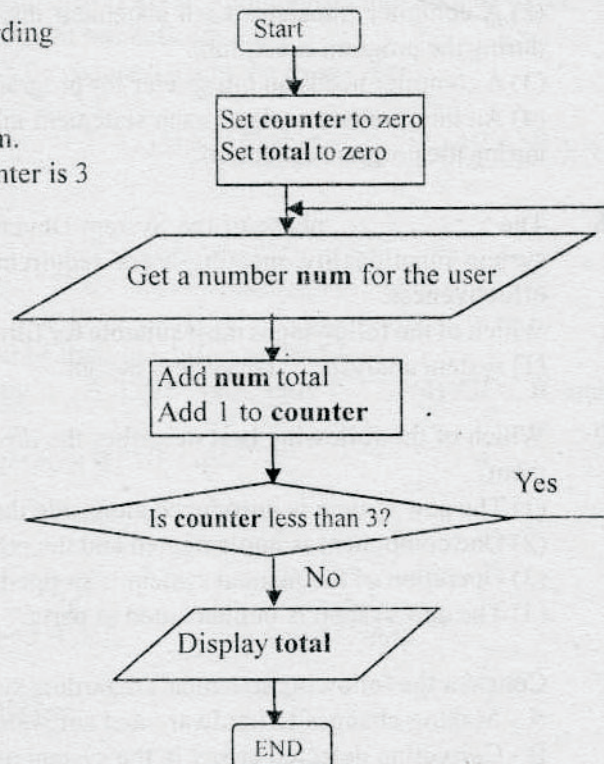 rding
m.
nter is 3
Start
Set counter to zero
Set total to zero
Get a number num for the user
Add num total
Add 1 to counter
Is counter less than 3?
Yes
No
Display total
END